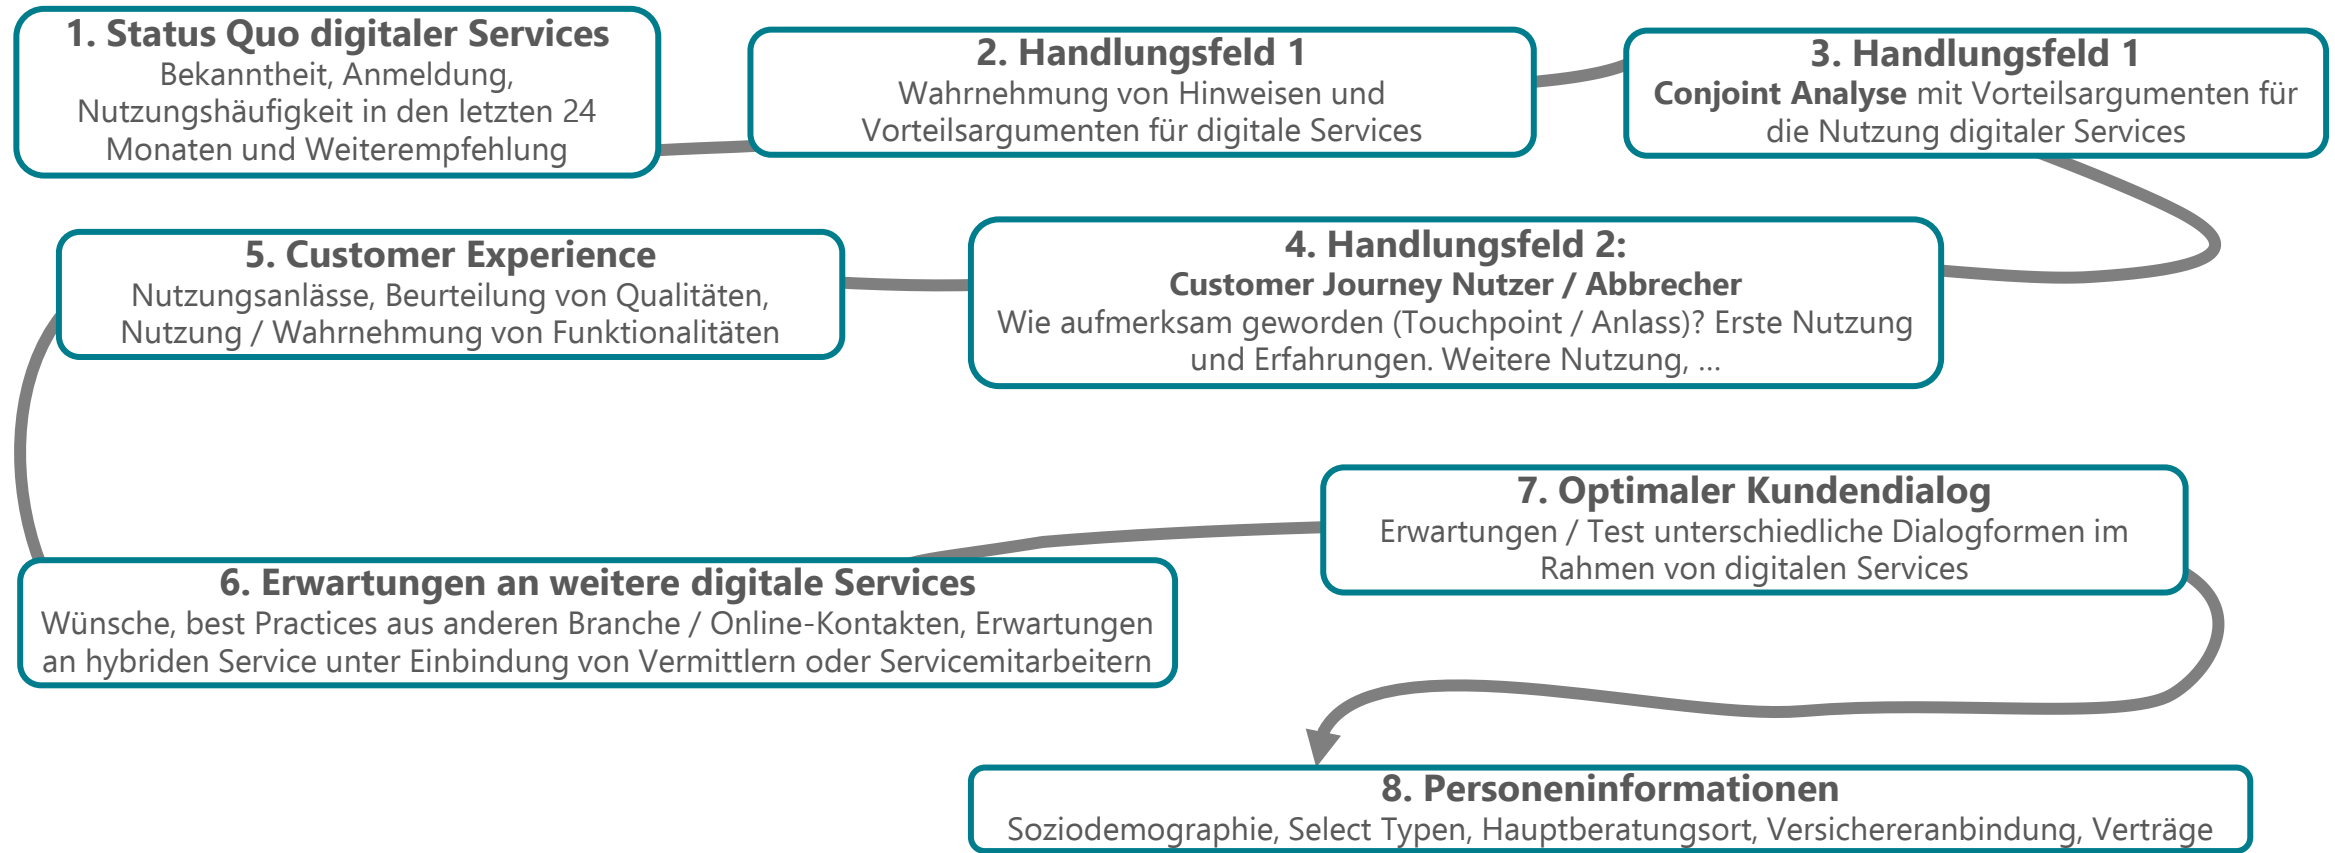 1. Status Quo digitaler Services
Bekanntheit, Anmeldung,
Nutzungshäufigkeit in den letzten 24
Monaten und Weiterempfehlung
2. Handlungsfeld 1
Wahrnehmung von Hinweisen und
Vorteilsargumenten für digitale Services
3. Handlungsfeld 1
Conjoint Analyse mit Vorteilsargumenten für
die Nutzung digitaler Services
4. Handlungsfeld 2:
Customer Journey Nutzer / Abbrecher
Wie aufmerksam geworden (Touchpoint / Anlass)? Erste Nutzung
und Erfahrungen. Weitere Nutzung, ...
5. Customer Experience
Nutzungsanlässe, Beurteilung von Qualitäten,
Nutzung / Wahrnehmung von Funktionalitäten
6. Erwartungen an weitere digitale Services
Wünsche, best Practices aus anderen Branche / Online-Kontakten, Erwartungen
an hybriden Service unter Einbindung von Vermittlern oder Servicemitarbeitern
7. Optimaler Kundendialog
Erwartungen / Test unterschiedliche Dialogformen im
Rahmen von digitalen Services
8. Personeninformationen
Soziodemographie, Select Typen, Hauptberatungsort, Versichereranbindung, Verträge